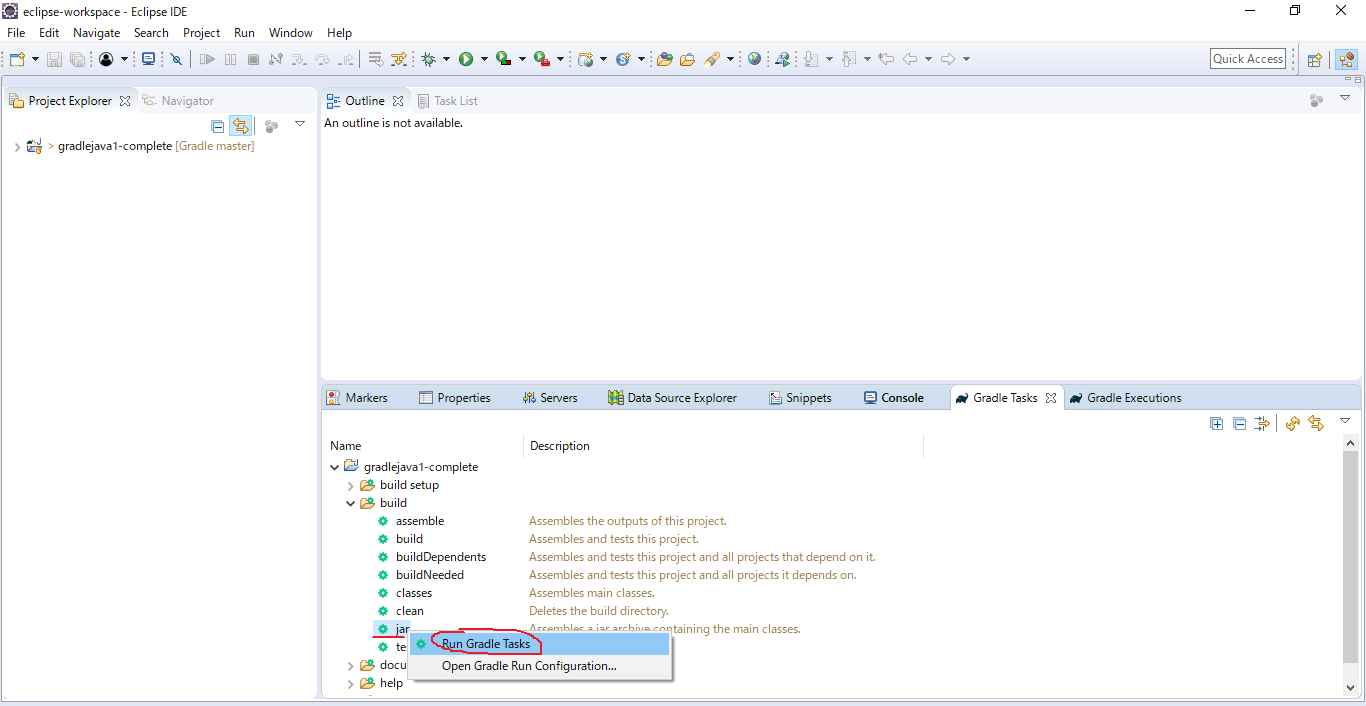 eclipse-workspace - Eclipse IDE
File Edit Navigate Search Project Run Window Help
Quick Access
Project Explorer Navigator
> gradlejava1-complete [Gradle master]
Outline Task List
An outline is not available.
Markers Properties Servers Data Source Explorer Snippets Console Gradle Tasks Gradle Executions
Name Description
gradlejava1-complete
build setup
build
assemble Assembles the outputs of this project.
build Assembles and tests this project.
buildDependents Assembles and tests this project and all projects that depend on it.
buildNeeded Assembles and tests this project and all projects it depends on.
classes Assembles main classes.
clean Deletes the build directory.
jar Assembles a jar archive containing the main classes.
Run Gradle Tasks
Open Gradle Run Configuration...
help